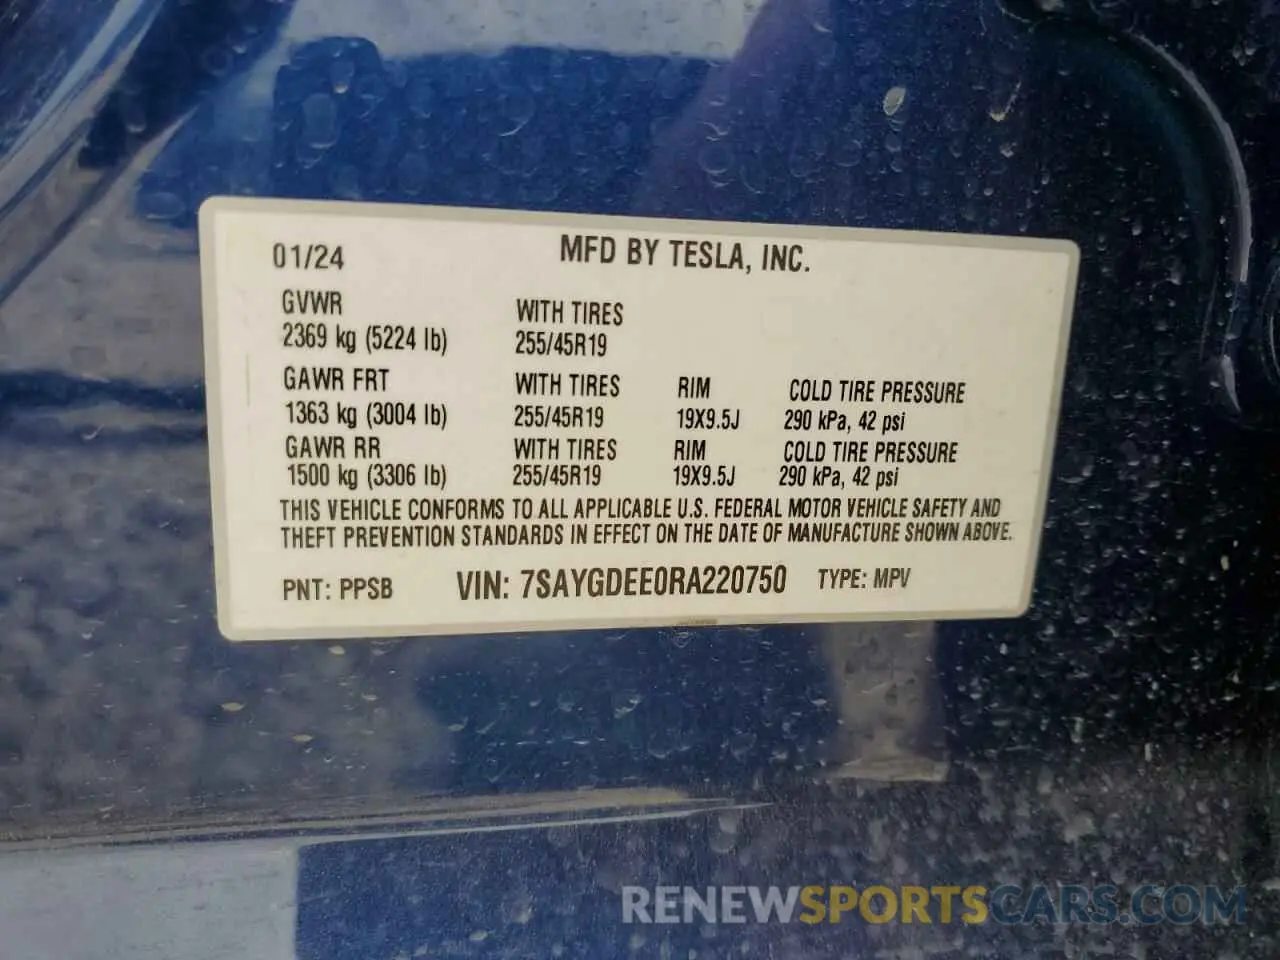 01/24 MFD BY TESLA, INC.
GVWR WITH TIRES
2369 kg (5224 lb) 255/45R19
GAWR FRT WITH TIRES RIM COLD TIRE PRESSURE
1363 kg (3004 lb) 255/45R19 19X9.5J 290 kPa, 42 psi
GAWR RR WITH TIRES RIM COLD TIRE PRESSURE
1500 kg (3306 lb) 255/45R19 19X9.5J 290 kPa, 42 psi
THIS VEHICLE CONFORMS TO ALL APPLICABLE U.S. FEDERAL MOTOR VEHICLE SAFETY AND
THEFT PREVENTION STANDARDS IN EFFECT ON THE DATE OF MANUFACTURE SHOWN ABOVE.
PNT: PPSB VIN: 7SAYGDEE0RA220750 TYPE: MPV
RENEWSPORTSCARS.COM